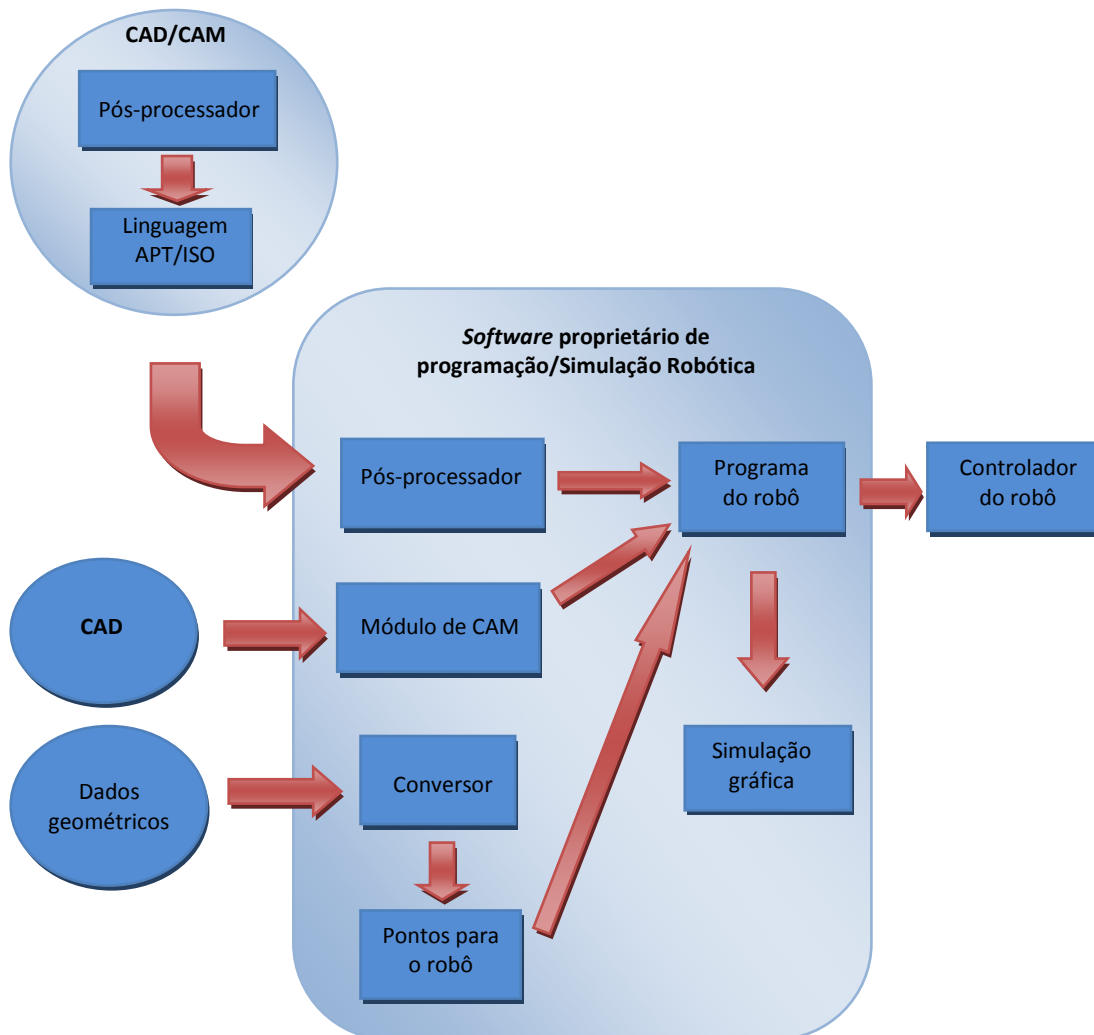 CAD/CAM
Pós-processador
Linguagem
APT/ISO
Software proprietário de
programação/Simulação Robótica
Pós-processador
Programa
do robô
Controlador
do robô
CAD
Módulo de CAM
Dados
geométricos
Conversor
Simulação
gráfica
Pontos para
o robô